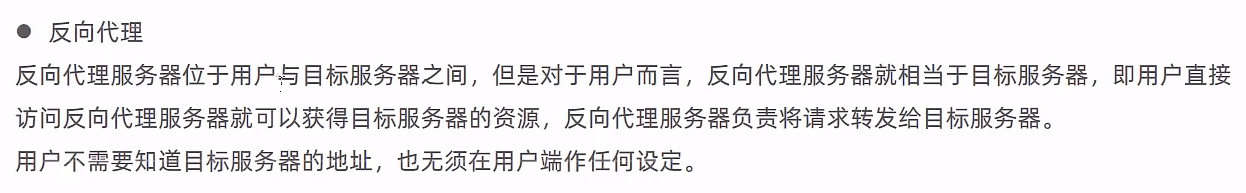 ● 反向代理
反向代理服务器位于用户与目标服务器之间，但是对于用户而言，反向代理服务器就相当于目标服务器，即用户直接
访问反向代理服务器就可以获得目标服务器的资源，反向代理服务器负责将请求转发给目标服务器。
用户不需要知道目标服务器的地址，也无须在用户端作任何设定。